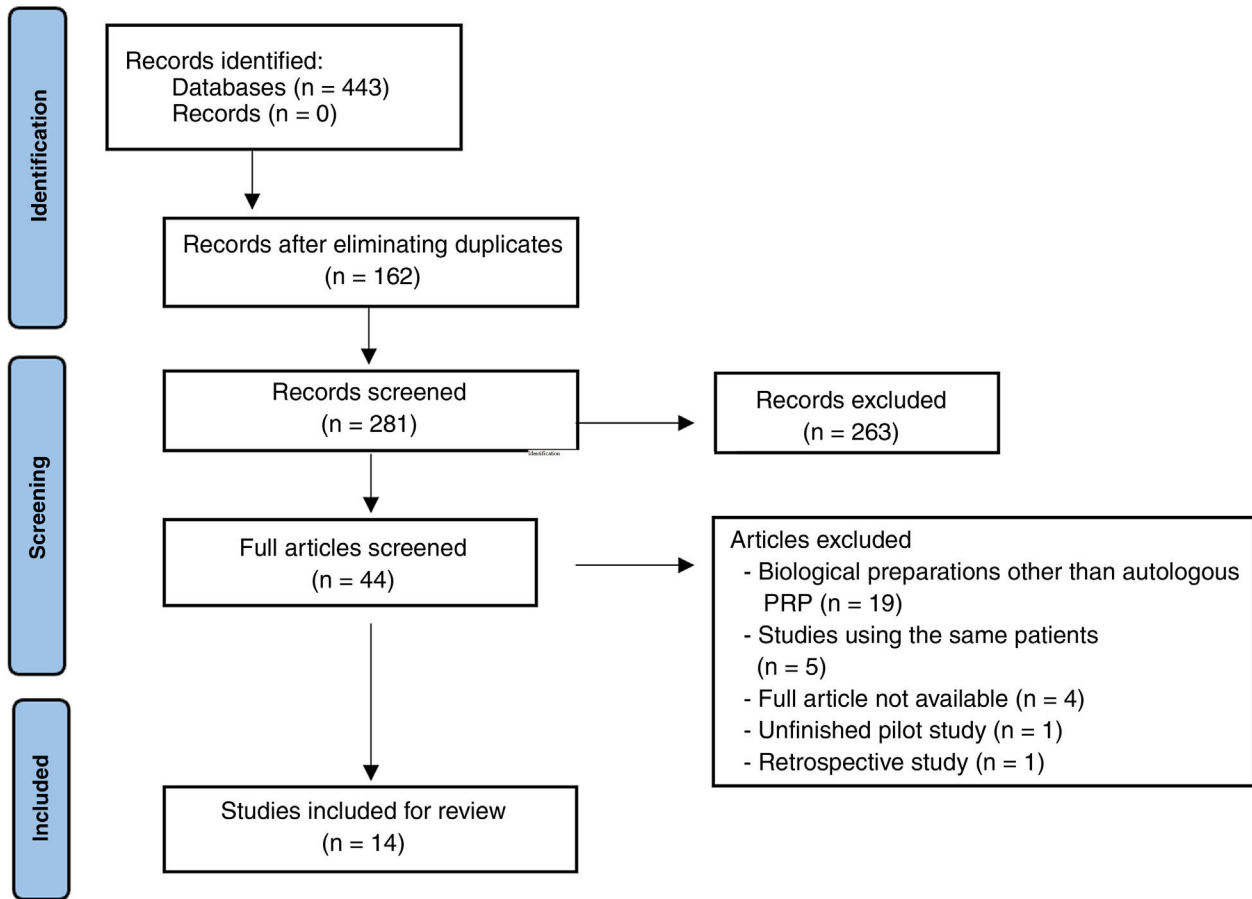 Identification
Records identified:
Databases (n = 443)
Records (n = 0)
Records after eliminating duplicates
(n = 162)
Screening
Records screened
(n = 281)
Identification
Records excluded
(n = 263)
Full articles screened
(n = 44)
Articles excluded
- Biological preparations other than autologous
PRP (n = 19)
- Studies using the same patients
(n = 5)
- Full article not available (n = 4)
- Unfinished pilot study (n = 1)
- Retrospective study (n = 1)
Included
Studies included for review
(n = 14)